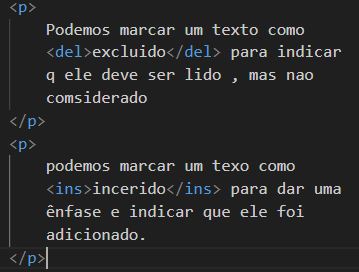 <p>
Podemos marcar um texto como
<del>excluido</del> para indicar
q ele deve ser lido , mas nao
comsiderado
</p>
<p>
podemos marcar um texo como
<ins>incerido</ins> para dar uma
ênfase e indicar que ele foi
adicionado.
</p>